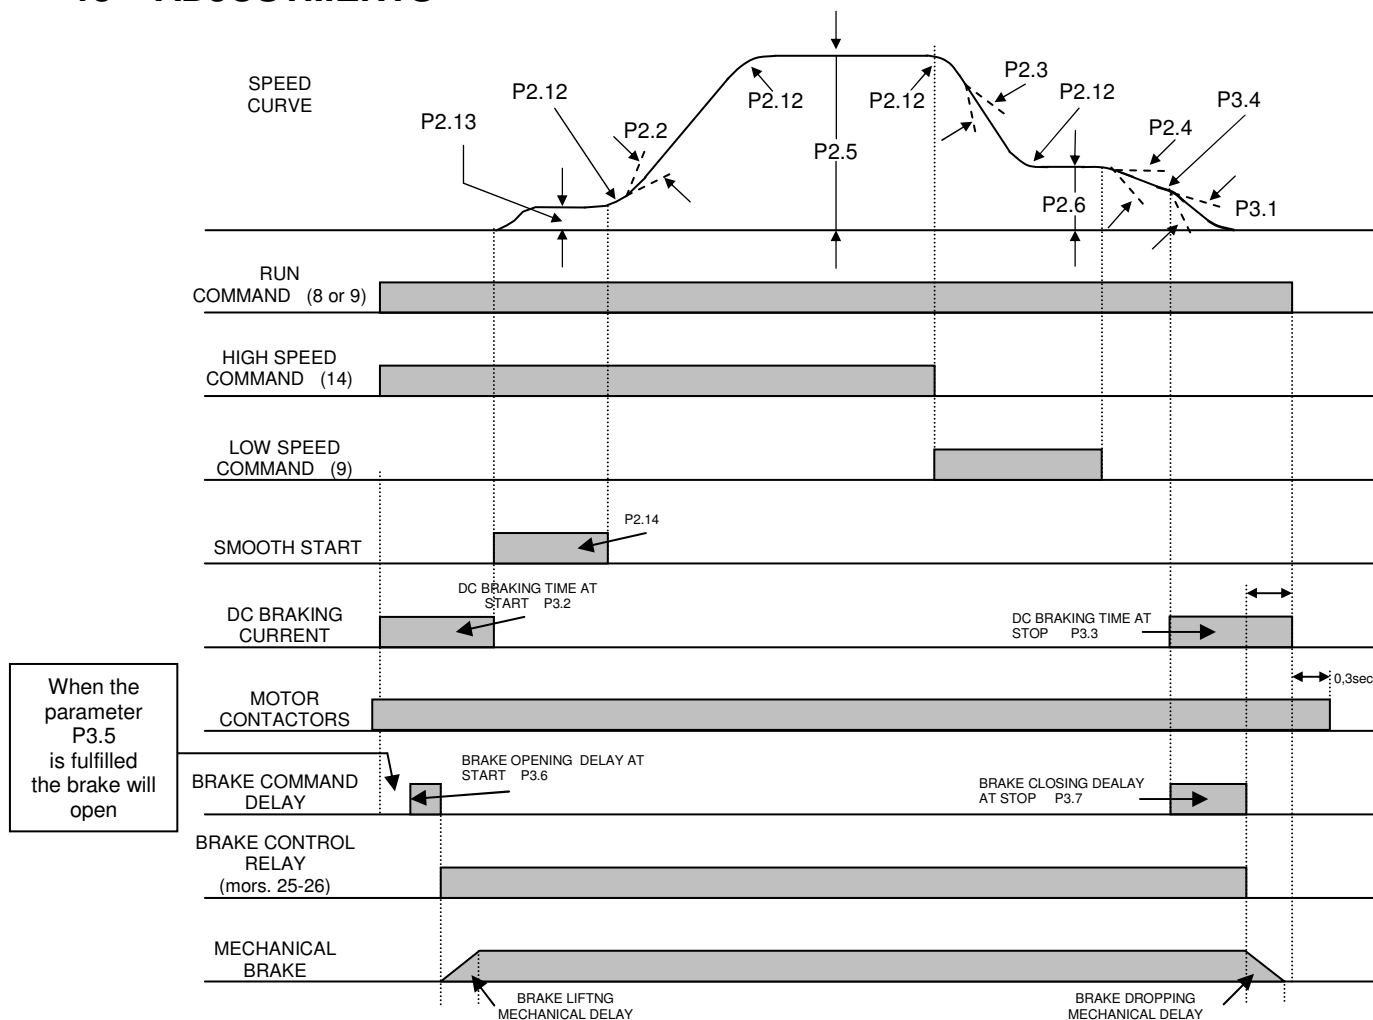 SPEED
CURVE
P2.13
P2.12
P2.2
P2.12
P2.5
P2.12
P2.3
P2.12
P2.6
P2.4
P3.4
P3.1
RUN
COMMAND (8 or 9)
HIGH SPEED
COMMAND (14)
LOW SPEED
COMMAND (9)
SMOOTH START
P2.14
DC BRAKING
CURRENT
DC BRAKING TIME AT
START P3.2
DC BRAKING TIME AT
STOP P3.3
MOTOR
CONTACTORS
0,3sec
When the
parameter
P3.5
is fulfilled
the brake will
open
BRAKE COMMAND
DELAY
BRAKE OPENING DELAY AT
START P3.6
BRAKE CLOSING DEALAY
AT STOP P3.7
BRAKE CONTROL
RELAY
(mors. 25-26)
MECHANICAL
BRAKE
BRAKE LIFTNG
MECHANICAL DELAY
BRAKE DROPPING
MECHANICAL DELAY